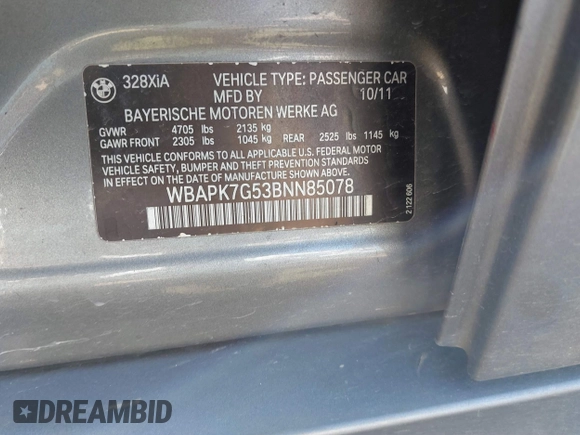 BMW
328XiA VEHICLE TYPE: PASSENGER CAR
MFD BY 10/11
BAYERISCHE MOTOREN WERKE AG
GVWR 4705 lbs 2135 kg
GAWR FRONT 2305 lbs 1045 kg REAR 2525 lbs 1145 kg
THIS VEHICLE CONFORMS TO ALL APPLICABLE U.S. FEDERAL MOTOR
VEHICLE SAFETY, BUMPER, AND THEFT PREVENTION STANDARDS
IN EFFECT ON THE DATE OF MANUFACTURE SHOWN ABOVE.
WBAPK7G53BNN85078
2 122 606
DREAMBID